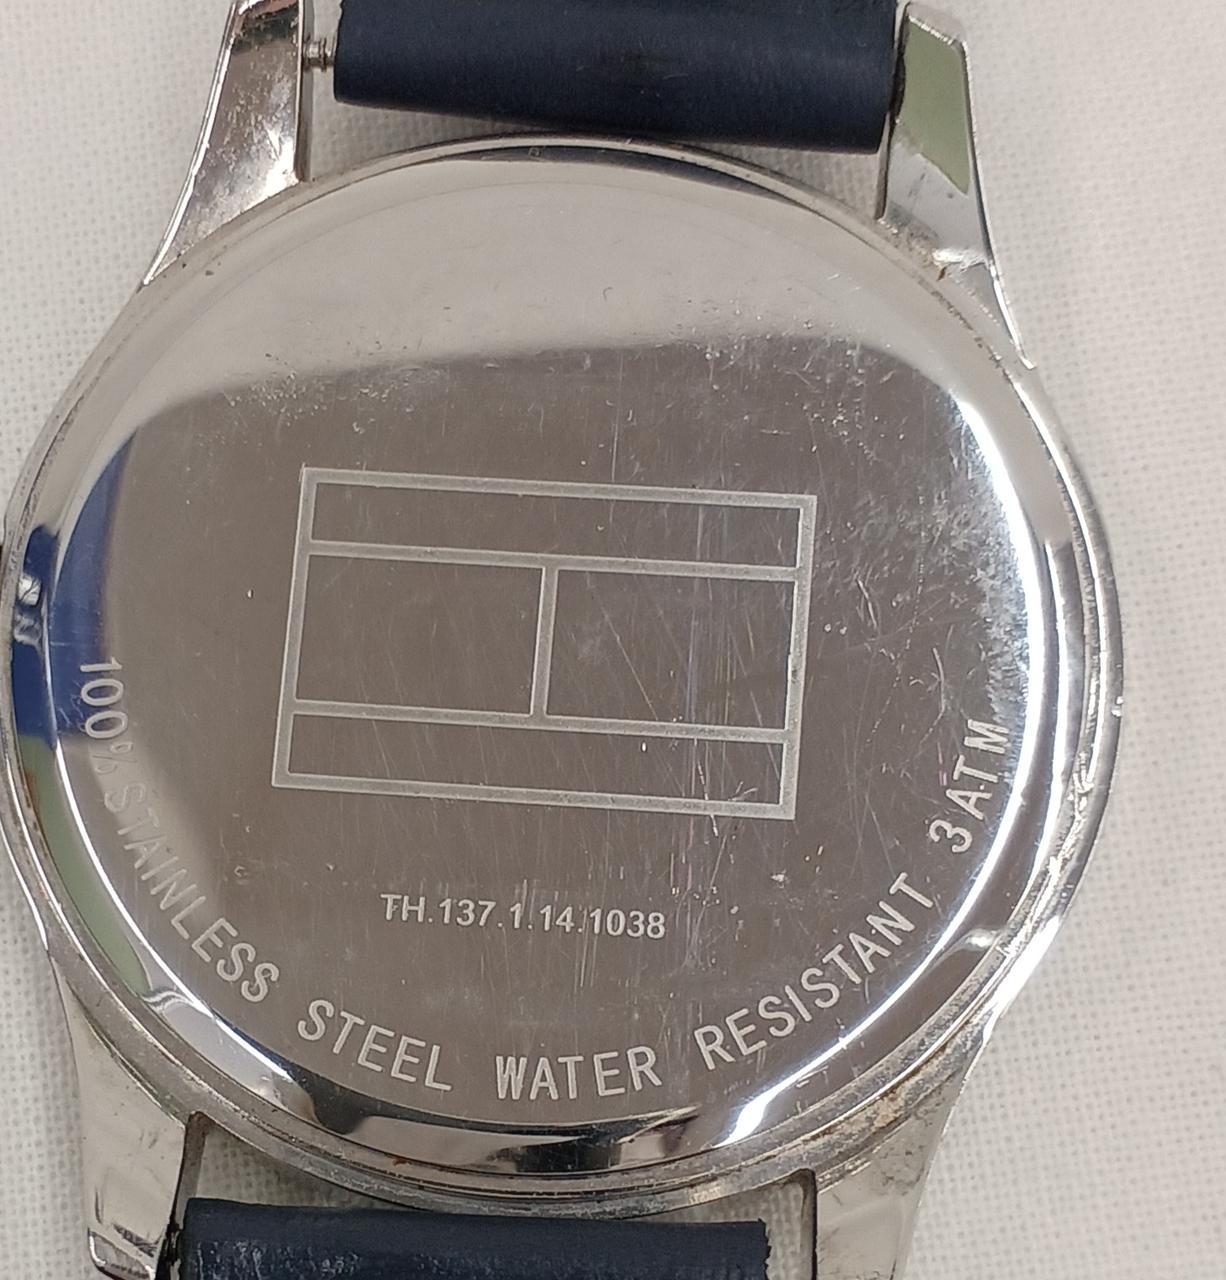 TH.137.1.14.1038
100% STAINLESS STEEL WATER RESISTANT 3ATM